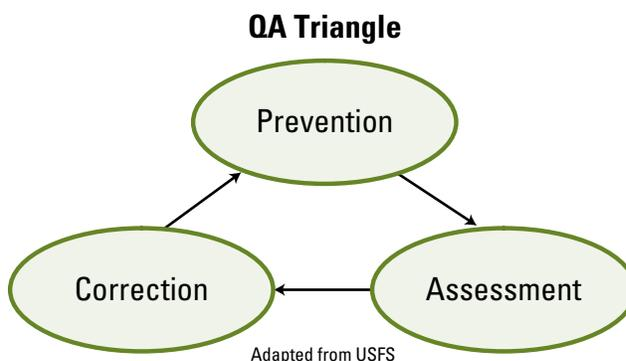 QA Triangle
Prevention
Correction
Assessment
Adapted from USFS